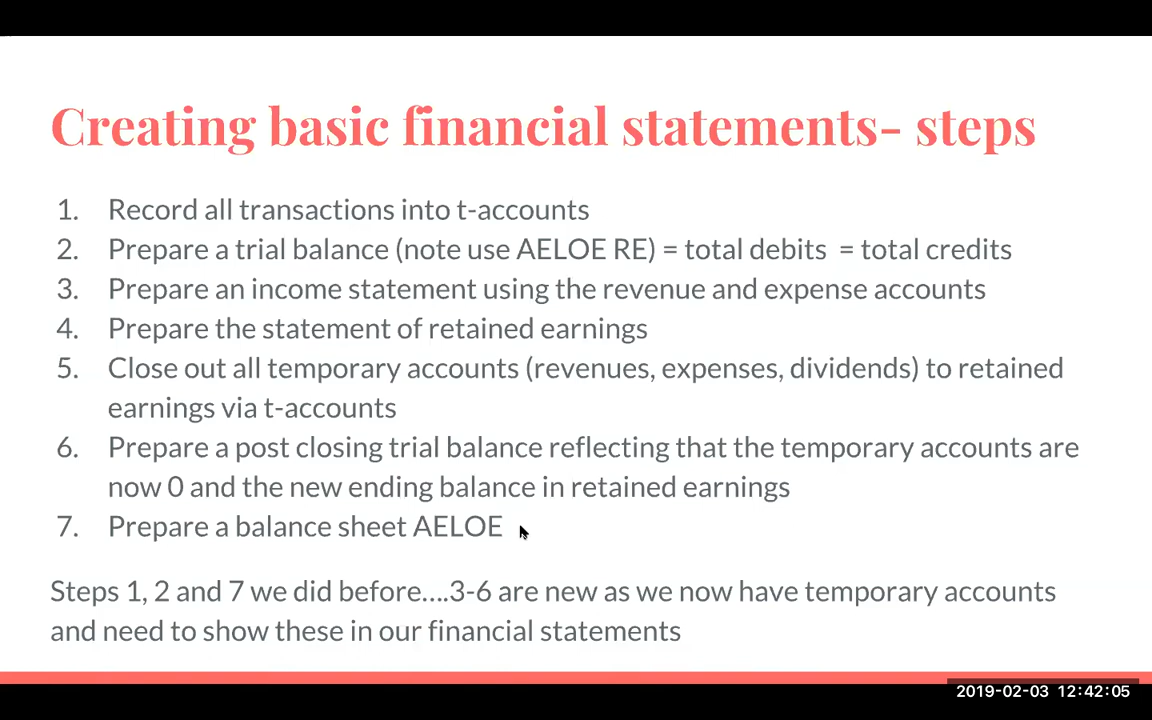 Creating basic financial statements- steps
1. Record all transactions into t-accounts
2. Prepare a trial balance (note use AELOE RE) = total debits = total credits
3. Prepare an income statement using the revenue and expense accounts
4. Prepare the statement of retained earnings
5. Close out all temporary accounts (revenues, expenses, dividends) to retained
earnings via t-accounts
6. Prepare a post closing trial balance reflecting that the temporary accounts are
now 0 and the new ending balance in retained earnings
7. Prepare a balance sheet AELOE
Steps 1, 2 and 7 we did before....3-6 are new as we now have temporary accounts
and need to show these in our financial statements
2019-02-03 12:42:05